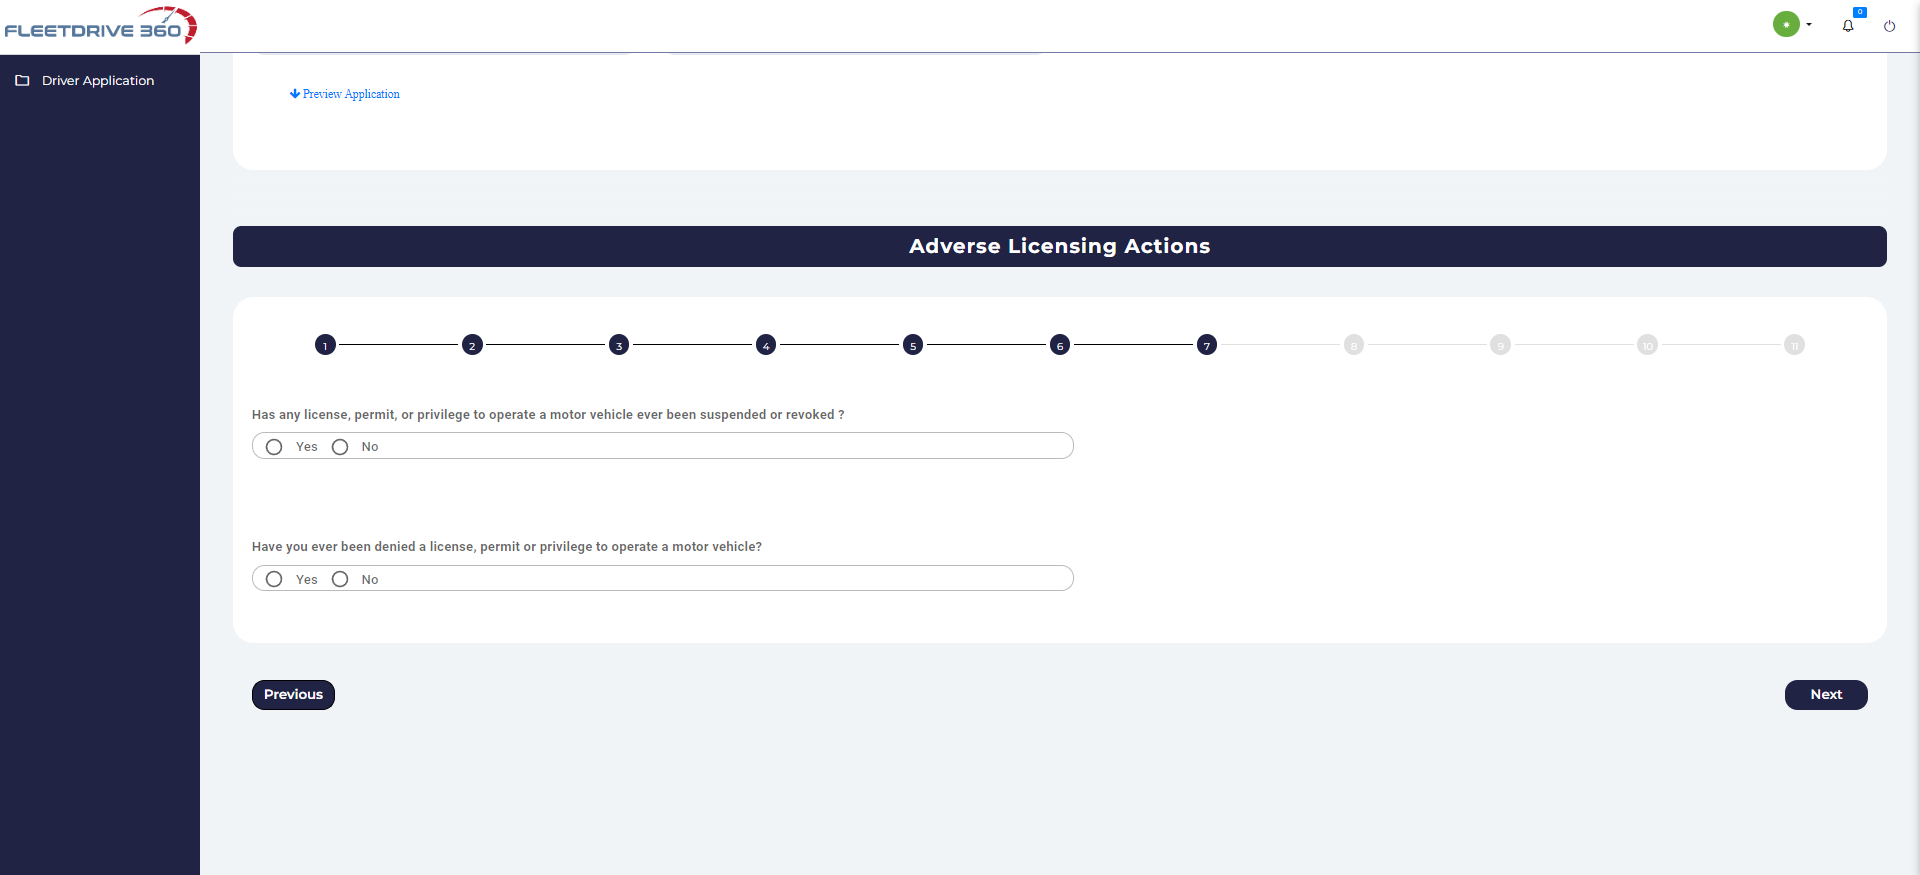 FLEETDRIVE 360
0
Driver Application
Preview Application
Adverse Licensing Actions
1 2 3 4 5 6 7 8 9 10 11
Has any license, permit, or privilege to operate a motor vehicle ever been suspended or revoked ?
Yes No
Have you ever been denied a license, permit or privilege to operate a motor vehicle?
Yes No
Previous Next